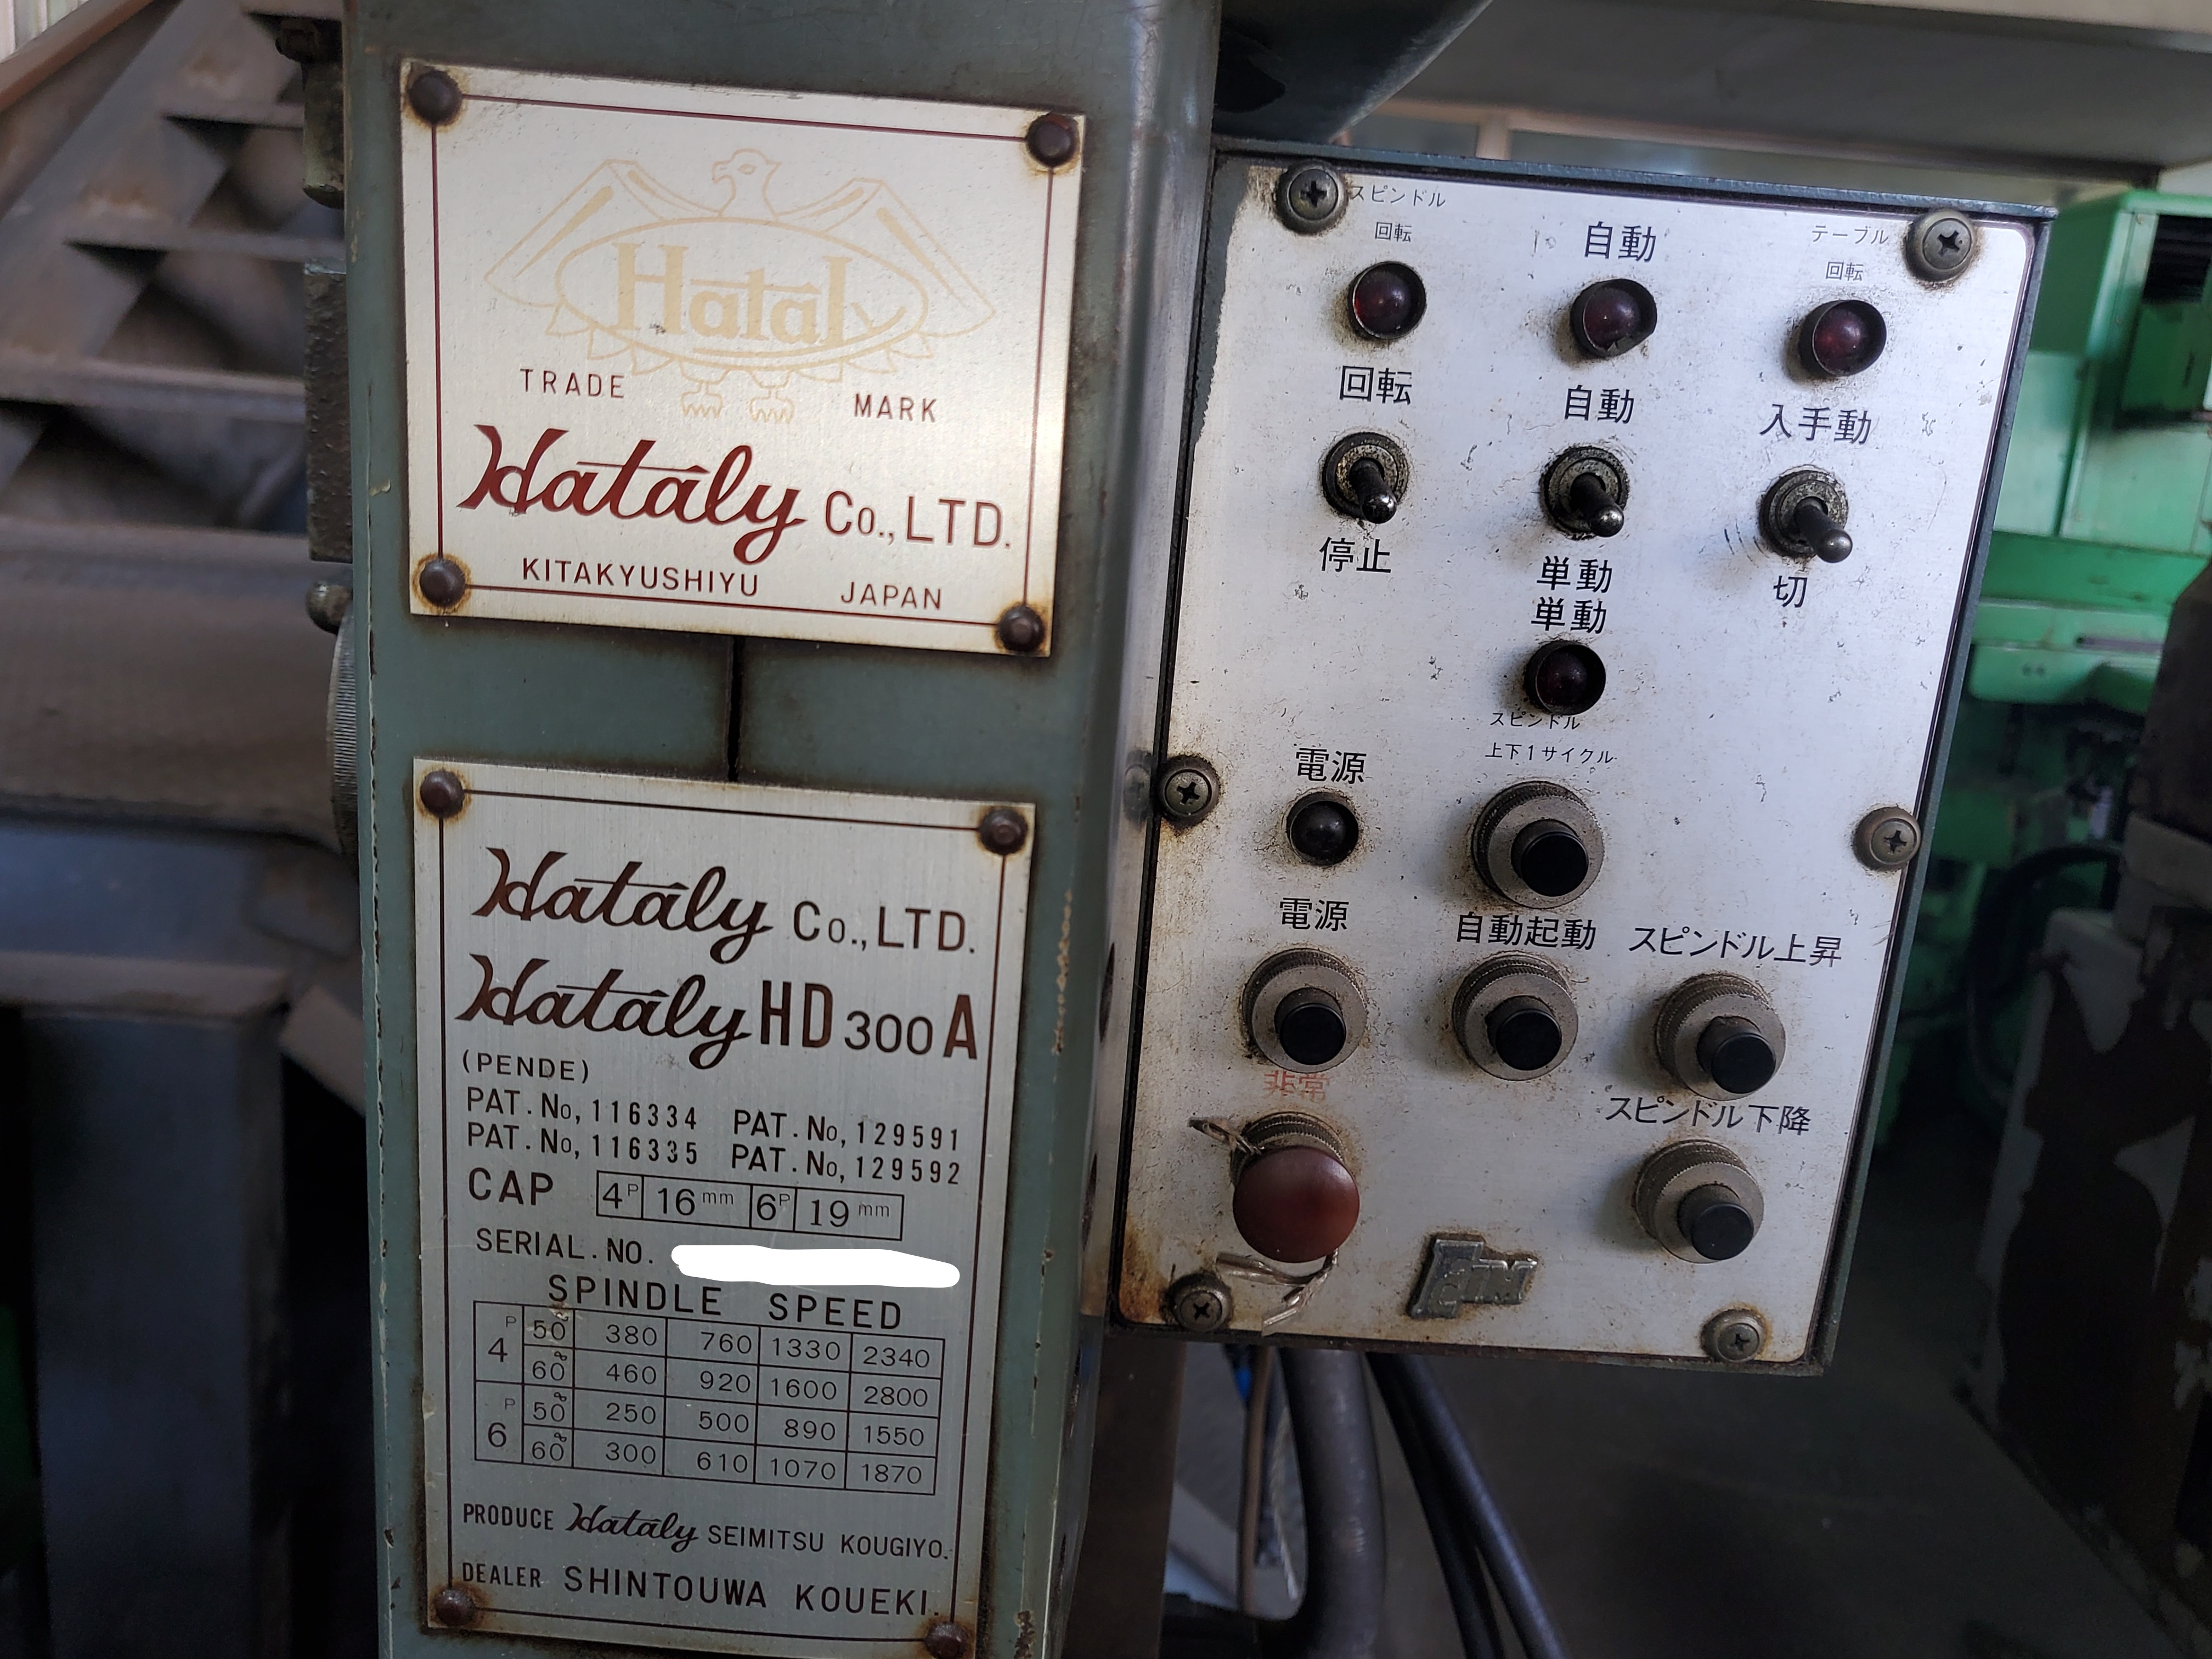 Hataly
TRADE MARK
Hataly Co., LTD.
KITAKYUSHIYU JAPAN
Hataly Co., LTD.
Hataly HD 300 A
(PENDE)
PAT. No, 116334 PAT. No, 129591
PAT. No, 116335 PAT. No, 129592
CAP 4P 16mm 6P 19mm
SERIAL. NO.
SPINDLE SPEED
4P 50∞ 380 760 1330 2340
60∞ 460 920 1600 2800
6P 50∞ 250 500 890 1550
60∞ 300 610 1070 1870
PRODUCE Hataly SEIMITSU KOUGIYO.
DEALER SHINTOUWA KOUEKI.
スピンドル
回転
自動
テーブル
回転
回転
自動
入手動
停止
単動
切
単動
スピンドル
上下1サイクル
電源
電源
自動起動
スピンドル上昇
非常
スピンドル下降